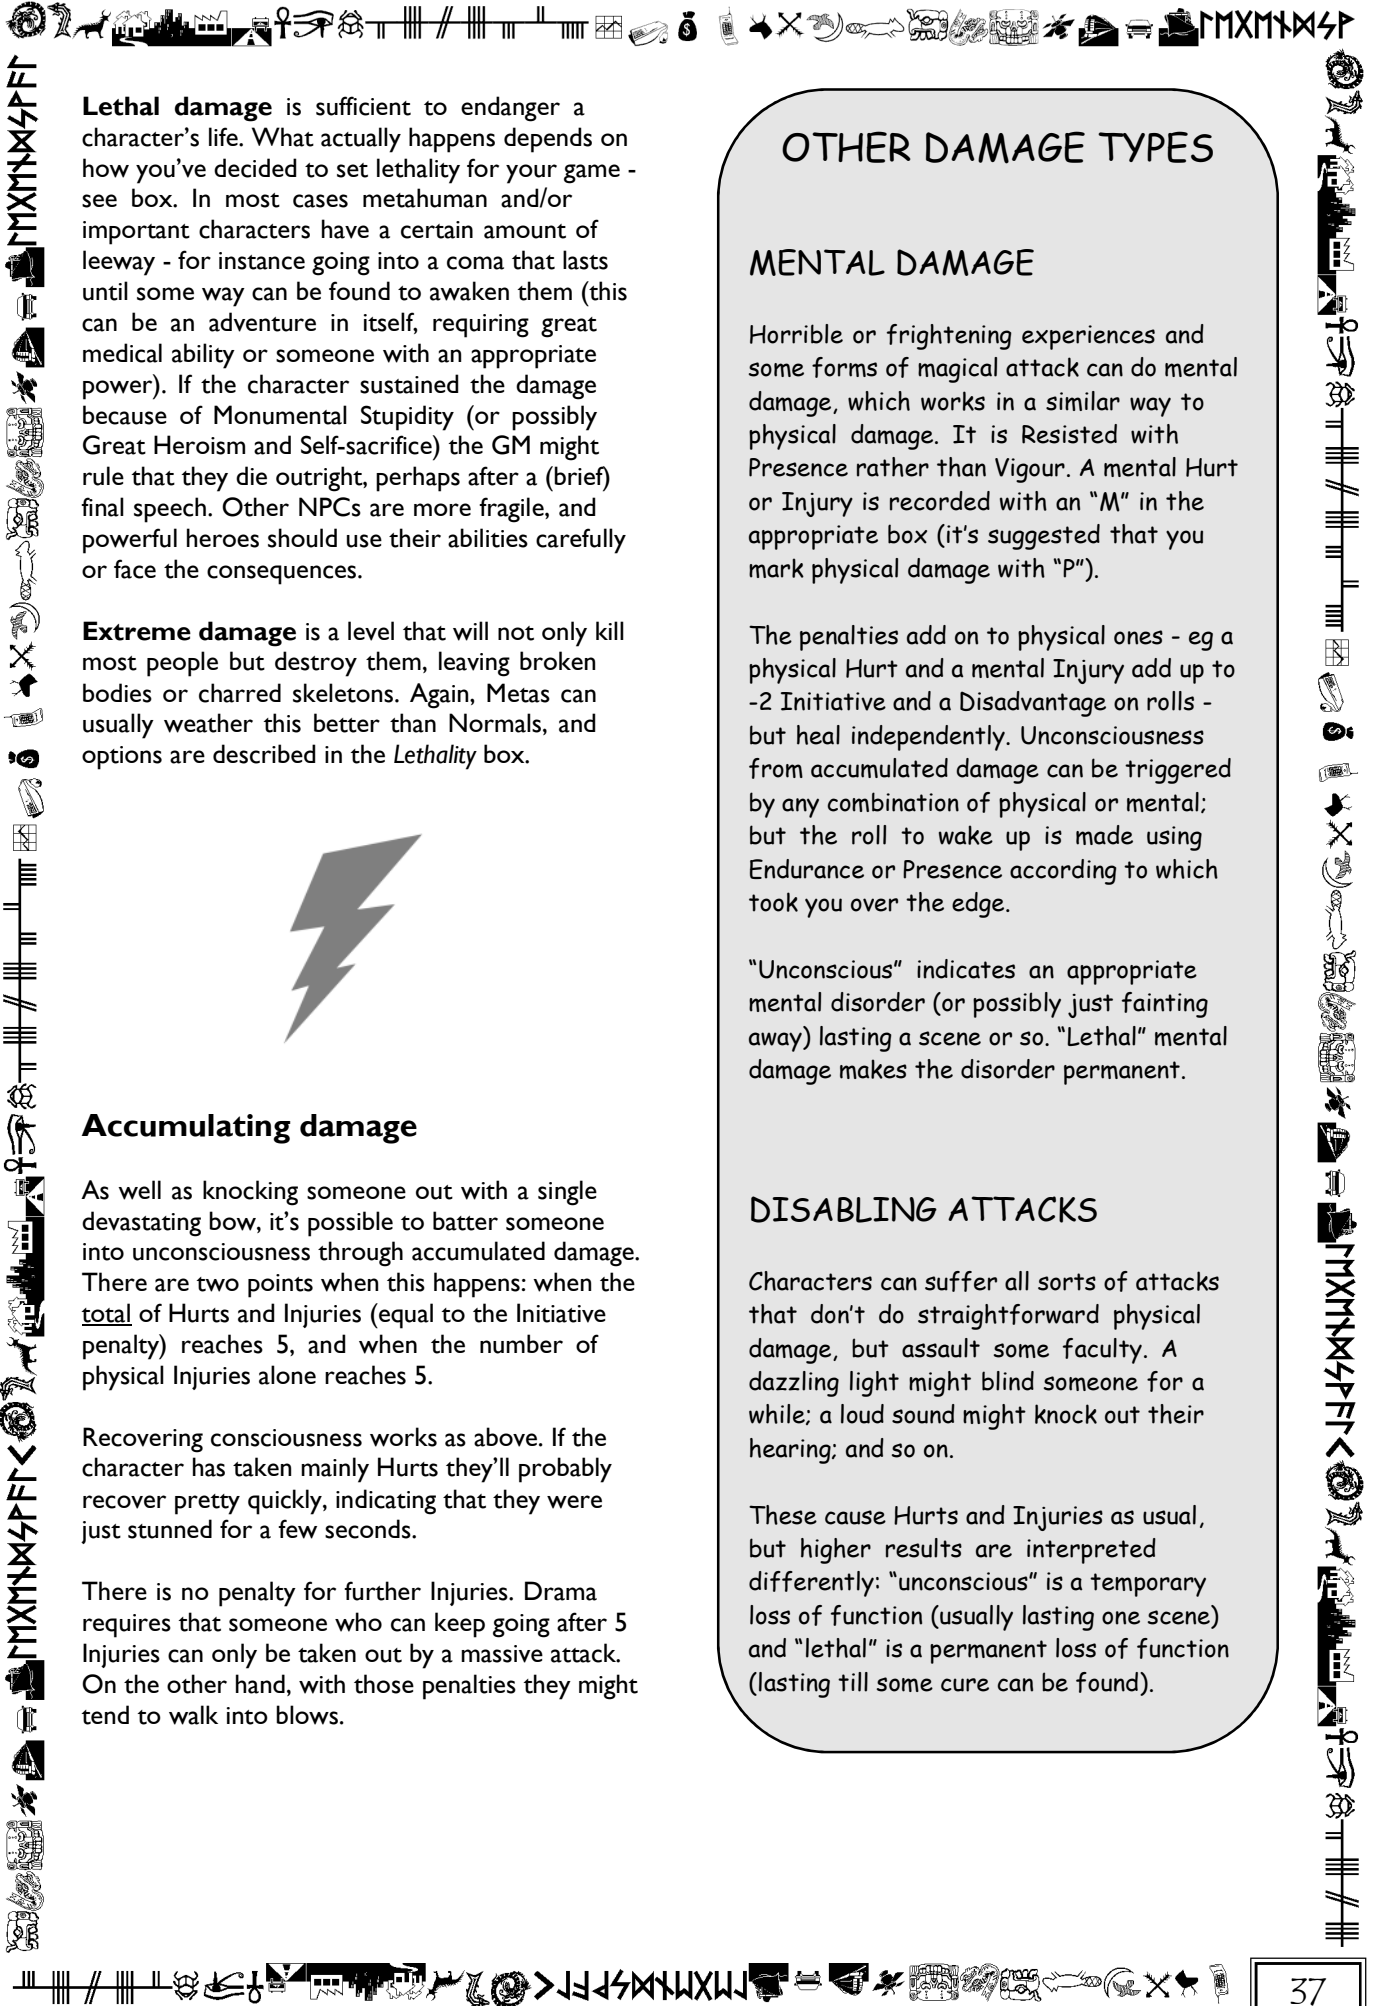 Lethal damage is sufficient to endanger a
character's life. What actually happens depends on
how you've decided to set lethality for your game -
see box. In most cases metahuman and/or
important characters have a certain amount of
leeway - for instance going into a coma that lasts
until some way can be found to awaken them (this
can be an adventure in itself, requiring great
medical ability or someone with an appropriate
power). If the character sustained the damage
because of Monumental Stupidity (or possibly
Great Heroism and Self-sacrifice) the GM might
rule that they die outright, perhaps after a (brief)
final speech. Other NPCs are more fragile, and
powerful heroes should use their abilities carefully
or face the consequences.

Extreme damage is a level that will not only kill
most people but destroy them, leaving broken
bodies or charred skeletons. Again, Metas can
usually weather this better than Normals, and
options are described in the Lethality box.

Accumulating damage

As well as knocking someone out with a single
devastating bow, it's possible to batter someone
into unconsciousness through accumulated damage.
There are two points when this happens: when the
total of Hurts and Injuries (equal to the Initiative
penalty) reaches 5, and when the number of
physical Injuries alone reaches 5.

Recovering consciousness works as above. If the
character has taken mainly Hurts they'll probably
recover pretty quickly, indicating that they were
just stunned for a few seconds.

There is no penalty for further Injuries. Drama
requires that someone who can keep going after 5
Injuries can only be taken out by a massive attack.
On the other hand, with those penalties they might
tend to walk into blows.

OTHER DAMAGE TYPES

MENTAL DAMAGE

Horrible or frightening experiences and
some forms of magical attack can do mental
damage, which works in a similar way to
physical damage. It is Resisted with
Presence rather than Vigour. A mental Hurt
or Injury is recorded with an “M” in the
appropriate box (it's suggested that you
mark physical damage with “P”).

The penalties add on to physical ones - eg a
physical Hurt and a mental Injury add up to
-2 Initiative and a Disadvantage on rolls -
but heal independently. Unconsciousness
from accumulated damage can be triggered
by any combination of physical or mental;
but the roll to wake up is made using
Endurance or Presence according to which
took you over the edge.

“Unconscious” indicates an appropriate
mental disorder (or possibly just fainting
away) lasting a scene or so. “Lethal” mental
damage makes the disorder permanent.

DISABLING ATTACKS

Characters can suffer all sorts of attacks
that don't do straightforward physical
damage, but assault some faculty. A
dazzling light might blind someone for a
while; a loud sound might knock out their
hearing; and so on.

These cause Hurts and Injuries as usual,
but higher results are interpreted
differently: “unconscious” is a temporary
loss of function (usually lasting one scene)
and “lethal” is a permanent loss of function
(lasting till some cure can be found).

37